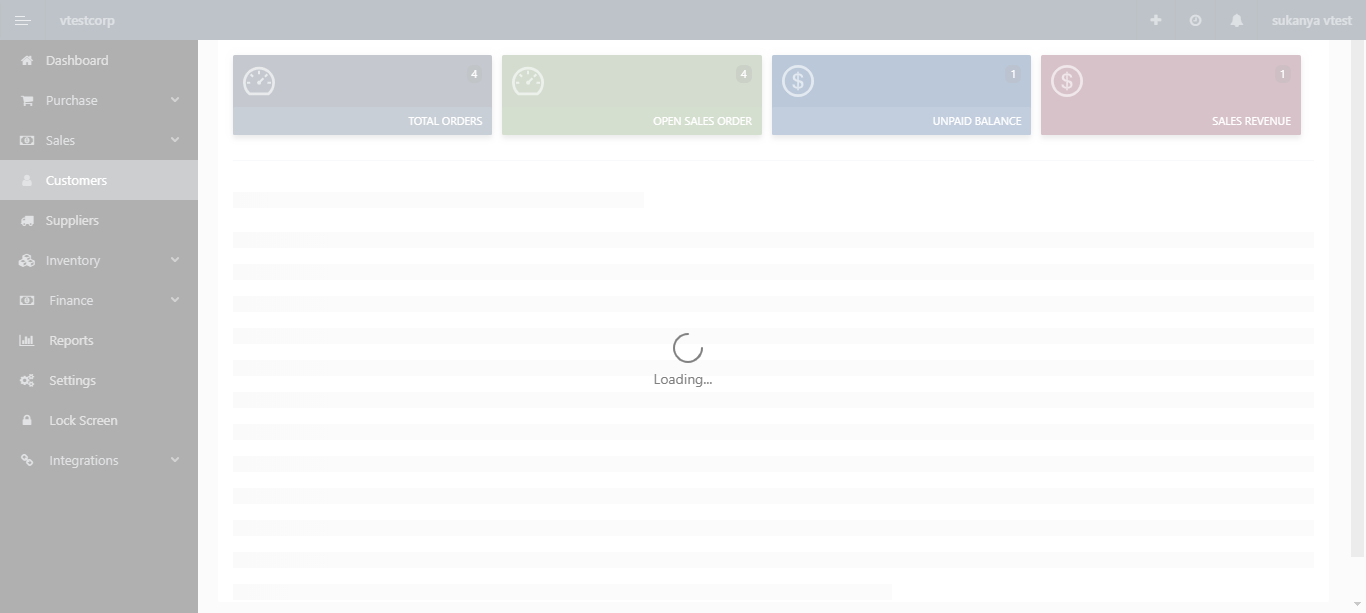 vtestcorp
sukanya vtest
Dashboard
Purchase
Sales
Customers
Suppliers
Inventory
Finance
Reports
Settings
Lock Screen
Integrations
4
TOTAL ORDERS
4
OPEN SALES ORDER
1
UNPAID BALANCE
1
SALES REVENUE
Loading...